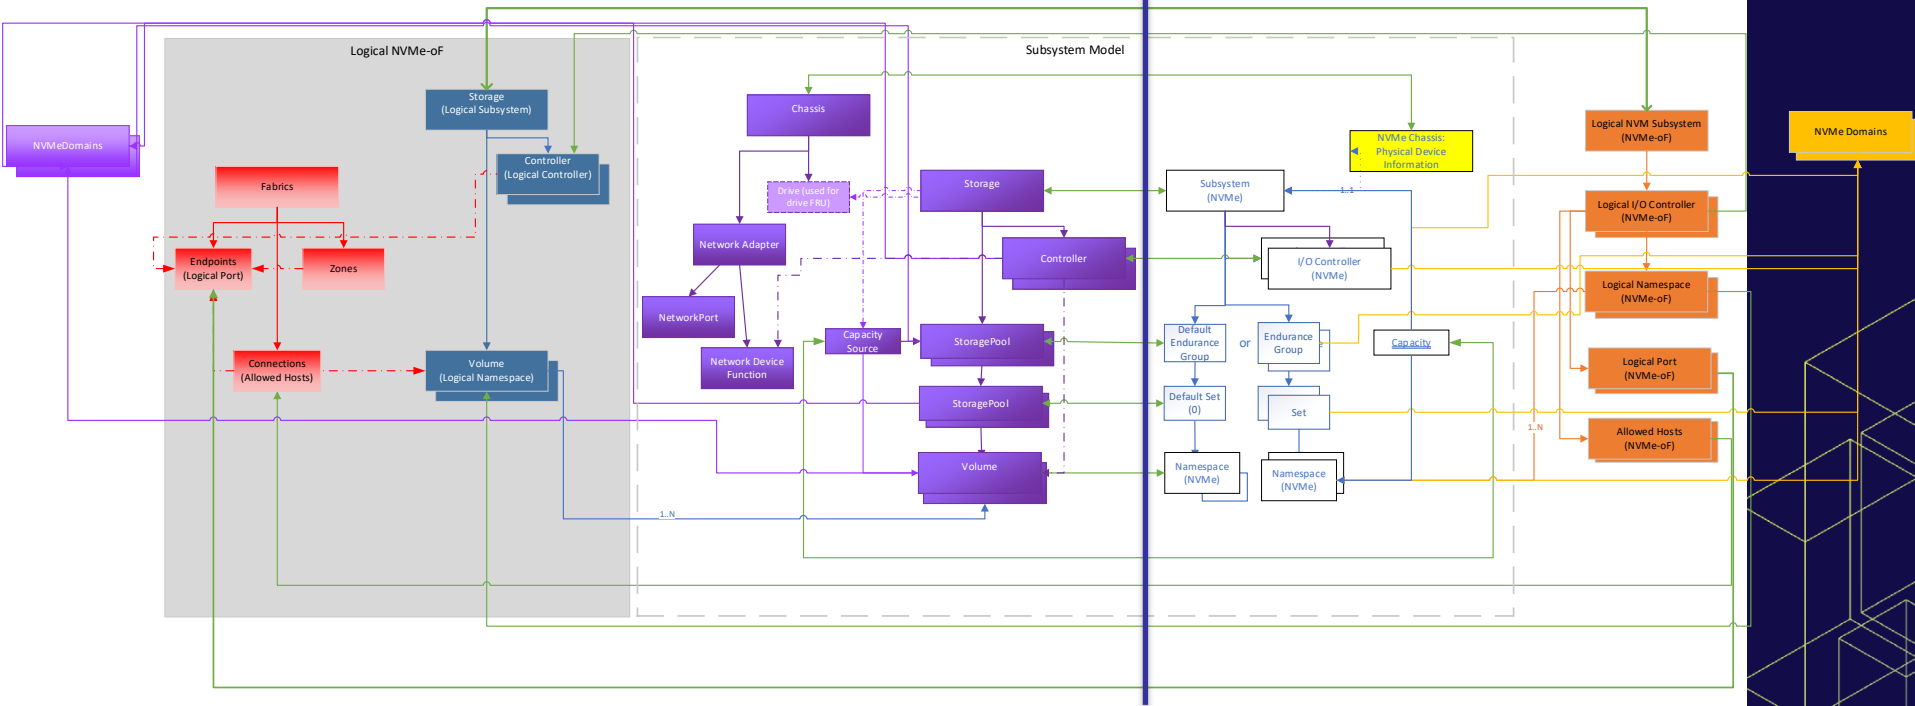 Logical NVMe-oF
Subsystem Model
Storage
(Logical Subsystem)
Chassis
NVMeDomains
Controller
(Logical Controller)
Fabrics
Endpoints
(Logical Port)
Zones
Connections
(Allowed Hosts)
Volume
(Logical Namespace)
1..N
Drive (used for
drive FRU)
Network Adapter
NetworkPort
Network Device
Function
Capacity
Source
Storage
Controller
StoragePool
StoragePool
Volume
NVMe Chassis:
Physical Device
Information
1..1
Subsystem
(NVMe)
I/O Controller
(NVMe)
Default
Endurance
Group
or
Endurance
Group
Capacity
Default Set
(0)
Set
Namespace
(NVMe)
Namespace
(NVMe)
Logical NVM Subsystem
(NVMe-oF)
Logical I/O Controller
(NVMe-oF)
Logical Namespace
(NVMe-oF)
Logical Port
(NVMe-oF)
1..N
Allowed Hosts
(NVMe-oF)
NVMe Domains